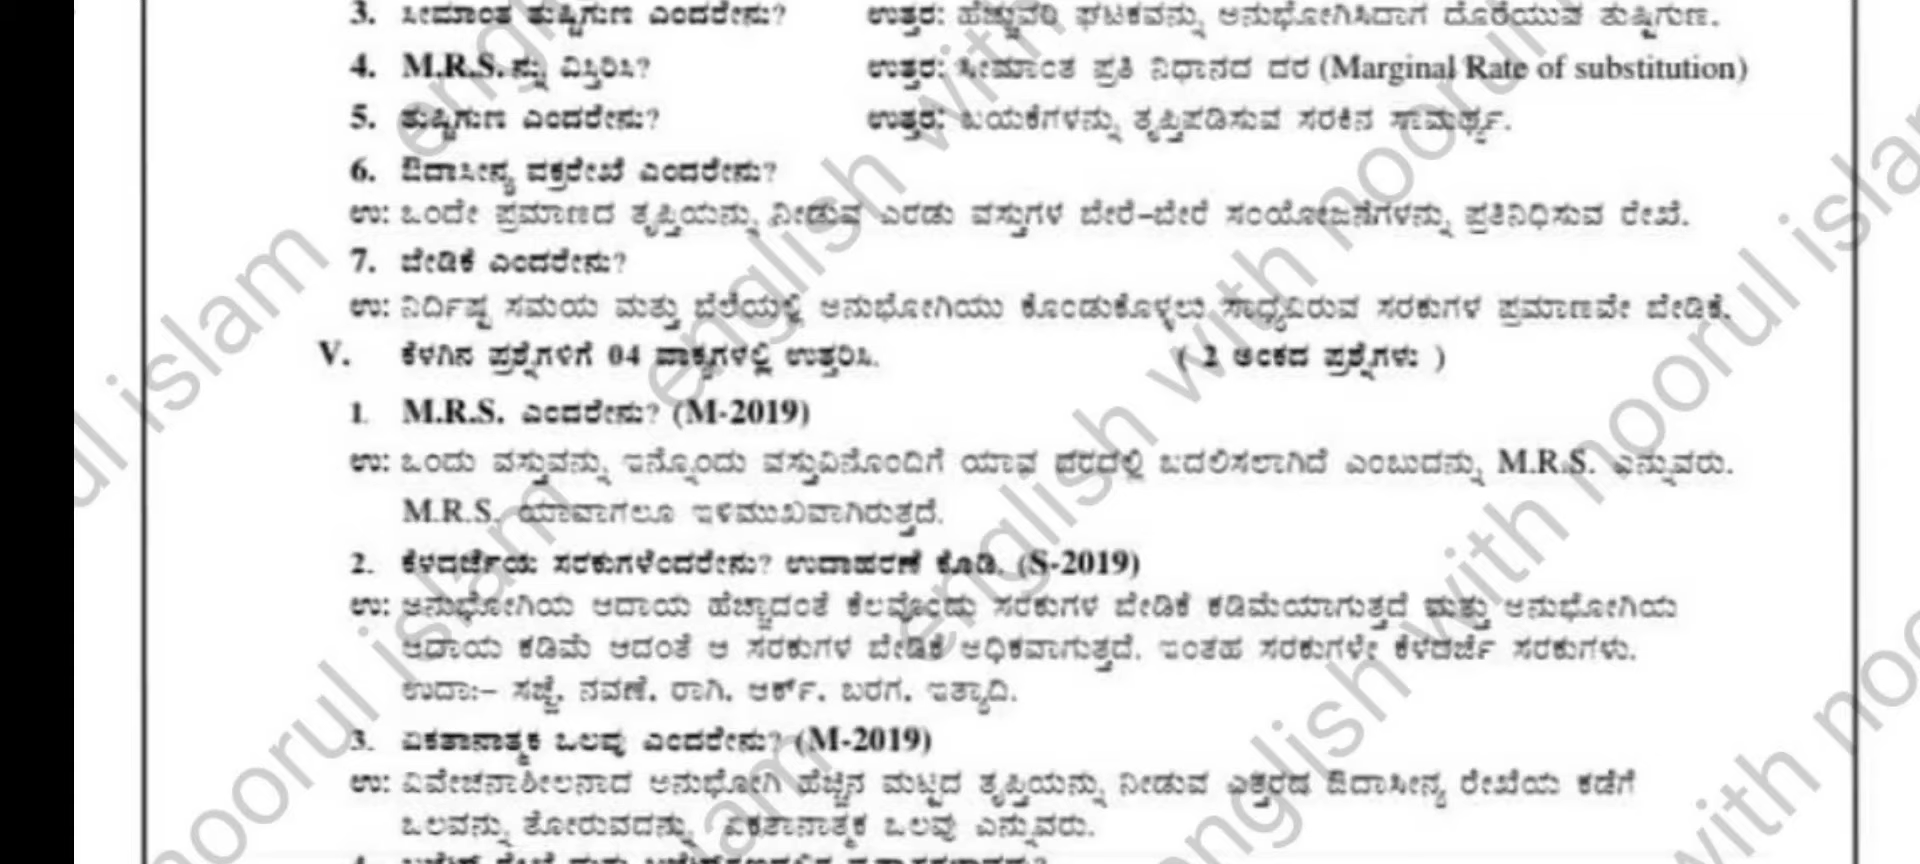 3. ಸೀಮಾಂತ ತುಷ್ಟಿಗುಣ ಎಂದರೇನು? ಉತ್ತರ: ಹೆಚ್ಚುವರಿ ಘಟಕವನ್ನು ಅನುಭೋಗಿಸಿದಾಗ ದೊರೆಯುವ ತುಷ್ಟಿಗುಣ.
4. M.R.S. ನ್ನು ವಿಸ್ತರಿಸಿ? ಉತ್ತರ: ಸೀಮಾಂತ ಪ್ರತಿ ನಿಧಾನದ ದರ (Marginal Rate of substitution)
5. ತುಷ್ಟಿಗುಣ ಎಂದರೇನು? ಉತ್ತರ: ಬಯಕೆಗಳನ್ನು ತೃಪ್ತಿಪಡಿಸುವ ಸರಕಿನ ಸಾಮರ್ಥ್ಯ.
6. ಔದಾಸೀನ್ಯ ವಕ್ರರೇಖೆ ಎಂದರೇನು?
ಉ: ಒಂದೇ ಪ್ರಮಾಣದ ತೃಪ್ತಿಯನ್ನು ನೀಡುವ ಎರಡು ವಸ್ತುಗಳ ಬೇರೆ-ಬೇರೆ ಸಂಯೋಜನೆಗಳನ್ನು ಪ್ರತಿನಿಧಿಸುವ ರೇಖೆ.
7. ಬೇಡಿಕೆ ಎಂದರೇನು?
ಉ: ನಿರ್ದಿಷ್ಟ ಸಮಯ ಮತ್ತು ಬೆಲೆಯಲ್ಲಿ ಅನುಭೋಗಿಯು ಕೊಂಡುಕೊಳ್ಳಲು ಸಾಧ್ಯವಿರುವ ಸರಕುಗಳ ಪ್ರಮಾಣವೇ ಬೇಡಿಕೆ.
V. ಕೆಳಗಿನ ಪ್ರಶ್ನೆಗಳಿಗೆ 04 ವಾಕ್ಯಗಳಲ್ಲಿ ಉತ್ತರಿಸಿ. ( 2 ಅಂಕದ ಪ್ರಶ್ನೆಗಳು )
1. M.R.S. ಎಂದರೇನು? (M-2019)
ಉ: ಒಂದು ವಸ್ತುವನ್ನು ಇನ್ನೊಂದು ವಸ್ತುವಿನೊಂದಿಗೆ ಯಾವ ದರದಲ್ಲಿ ಬದಲಿಸಲಾಗಿದೆ ಎಂಬುದನ್ನು M.R.S. ಎನ್ನುವರು.
M.R.S. ಯಾವಾಗಲೂ ಇಳಿಮುಖವಾಗಿರುತ್ತದೆ.
2. ಕೆಳದರ್ಜೆಯ ಸರಕುಗಳೆಂದರೇನು? ಉದಾಹರಣೆ ಕೊಡಿ. (S-2019)
ಉ: ಅನುಭೋಗಿಯ ಆದಾಯ ಹೆಚ್ಚಾದಂತೆ ಕೆಲವೊಂದು ಸರಕುಗಳ ಬೇಡಿಕೆ ಕಡಿಮೆಯಾಗುತ್ತದೆ ಮತ್ತು ಅನುಭೋಗಿಯ
ಆದಾಯ ಕಡಿಮೆ ಆದಂತೆ ಆ ಸರಕುಗಳ ಬೇಡಿಕೆ ಅಧಿಕವಾಗುತ್ತದೆ. ಇಂತಹ ಸರಕುಗಳೇ ಕೆಳದರ್ಜೆ ಸರಕುಗಳು.
ಉದಾ:- ಸಜ್ಜೆ, ನವಣೆ, ರಾಗಿ, ಆರ್ಕ್, ಬರಗ, ಇತ್ಯಾದಿ.
3. ಏಕತಾನಾತ್ಮಕ ಒಲವು ಎಂದರೇನು? (M-2019)
ಉ: ವಿವೇಚನಾಶೀಲನಾದ ಅನುಭೋಗಿ ಹೆಚ್ಚಿನ ಮಟ್ಟದ ತೃಪ್ತಿಯನ್ನು ನೀಡುವ ಎತ್ತರದ ಔದಾಸೀನ್ಯ ರೇಖೆಯ ಕಡೆಗೆ
ಒಲವನ್ನು ತೋರುವದನ್ನು ಏಕತಾನಾತ್ಮಕ ಒಲವು ಎನ್ನುವರು.
english with noorul islam